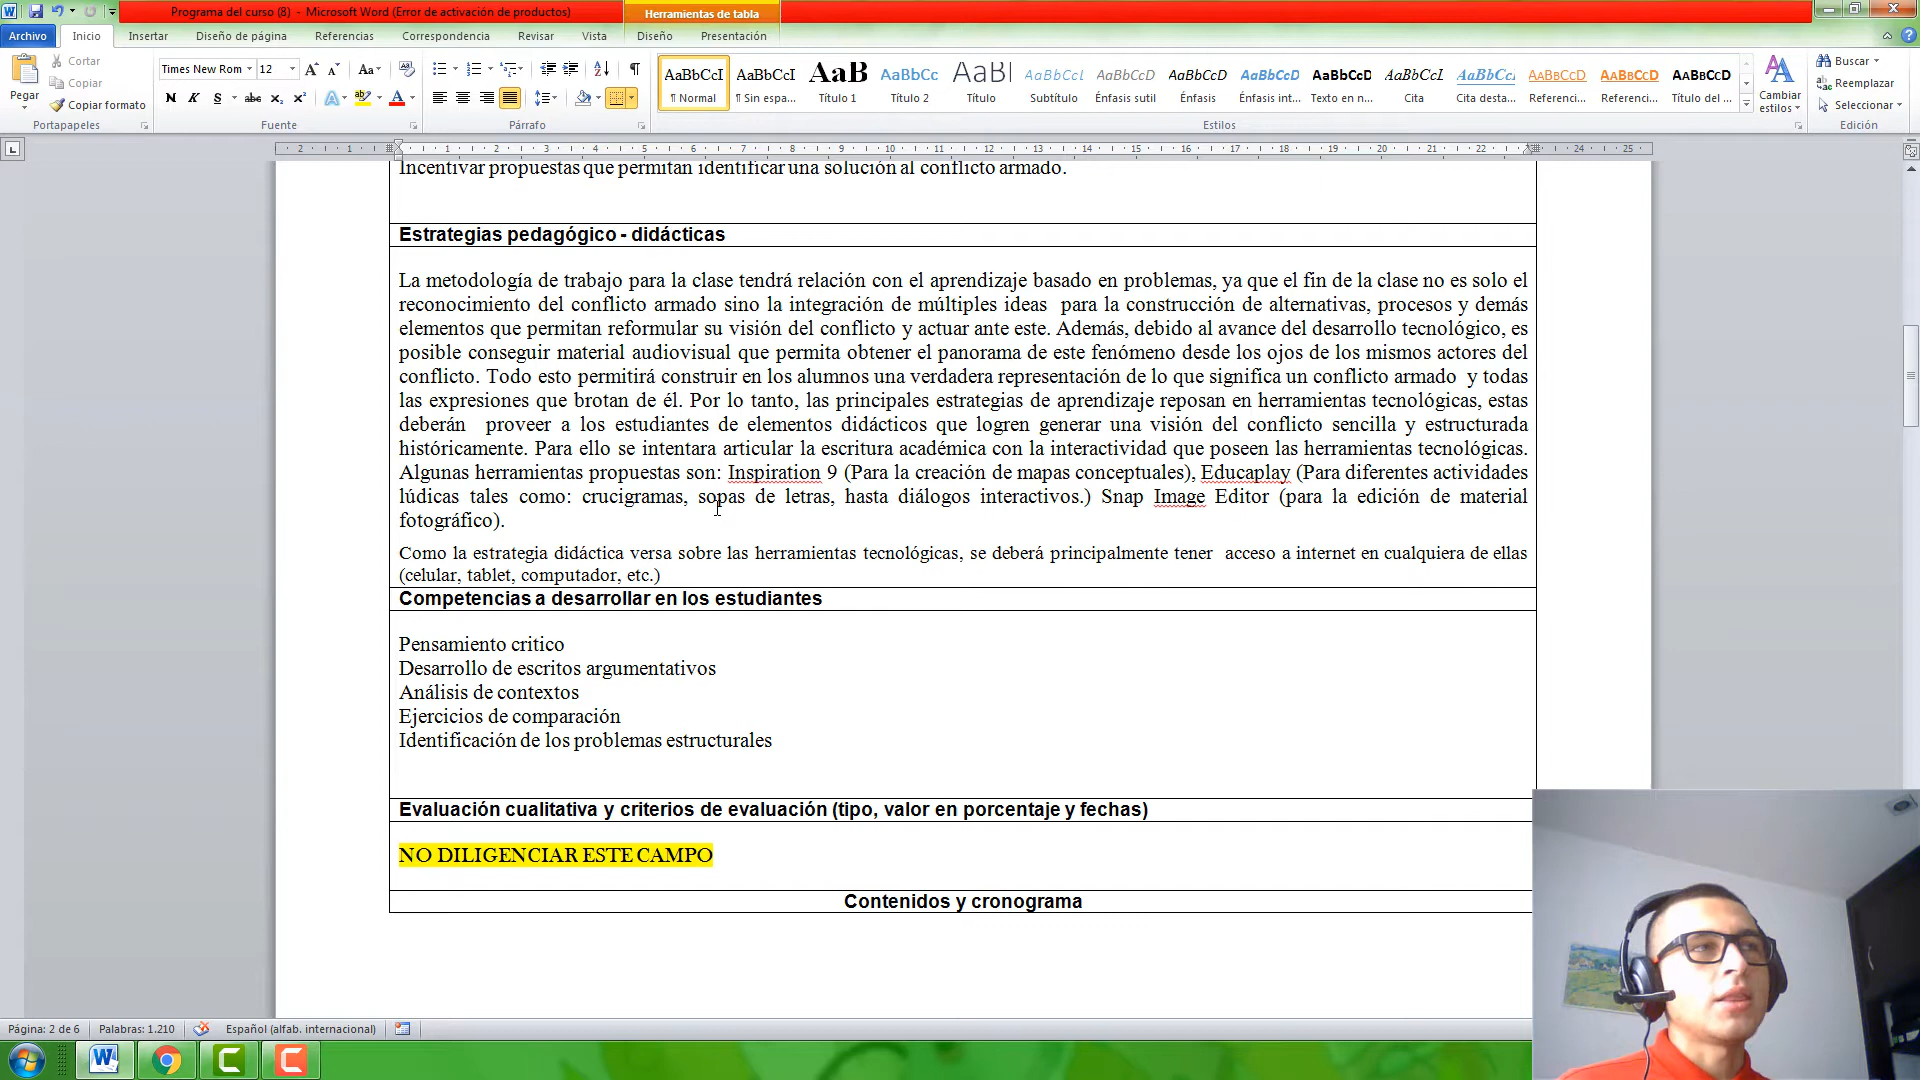 Programa del curso (8) - Microsoft Word (Error de activación de productos)
Herramientas de tabla
Archivo Inicio Insertar Diseño de página Referencias Correspondencia Revisar Vista Diseño Presentación
Cortar
Copiar
Copiar formato
Pegar
Portapapeles
Times New Rom 12
Fuente
Párrafo
AaBbCcI AaBbCcI AaB AaBbCc AaBl AaBbCcL AaBbCcD AaBbCcD AaBbCcD AaBbCcD AaBbCcL AaBbCcL AABBCCD AABBCCD AABBCCD
¶ Normal ¶ Sin espa... Título 1 Título 2 Título Subtítulo Énfasis sutil Énfasis Énfasis int... Texto en n... Cita Cita desta... Referenci... Referenci... Título del ...
Estilos
Cambiar estilos
Buscar
Reemplazar
Seleccionar
Edición
Incentivar propuestas que permitan identificar una solución al conflicto armado.
Estrategias pedagógico - didácticas
La metodología de trabajo para la clase tendrá relación con el aprendizaje basado en problemas, ya que el fin de la clase no es solo el
reconocimiento del conflicto armado sino la integración de múltiples ideas para la construcción de alternativas, procesos y demás
elementos que permitan reformular su visión del conflicto y actuar ante este. Además, debido al avance del desarrollo tecnológico, es
posible conseguir material audiovisual que permita obtener el panorama de este fenómeno desde los ojos de los mismos actores del
conflicto. Todo esto permitirá construir en los alumnos una verdadera representación de lo que significa un conflicto armado y todas
las expresiones que brotan de él. Por lo tanto, las principales estrategias de aprendizaje reposan en herramientas tecnológicas, estas
deberán proveer a los estudiantes de elementos didácticos que logren generar una visión del conflicto sencilla y estructurada
históricamente. Para ello se intentara articular la escritura académica con la interactividad que poseen las herramientas tecnológicas.
Algunas herramientas propuestas son: Inspiration 9 (Para la creación de mapas conceptuales), Educaplay (Para diferentes actividades
lúdicas tales como: crucigramas, sopas de letras, hasta diálogos interactivos.) Snap Image Editor (para la edición de material
fotográfico).
Como la estrategia didáctica versa sobre las herramientas tecnológicas, se deberá principalmente tener acceso a internet en cualquiera de ellas
(celular, tablet, computador, etc.)
Competencias a desarrollar en los estudiantes
Pensamiento critico
Desarrollo de escritos argumentativos
Análisis de contextos
Ejercicios de comparación
Identificación de los problemas estructurales
Evaluación cualitativa y criterios de evaluación (tipo, valor en porcentaje y fechas)
NO DILIGENCIAR ESTE CAMPO
Contenidos y cronograma
Página: 2 de 6 Palabras: 1.210 Español (alfab. internacional)